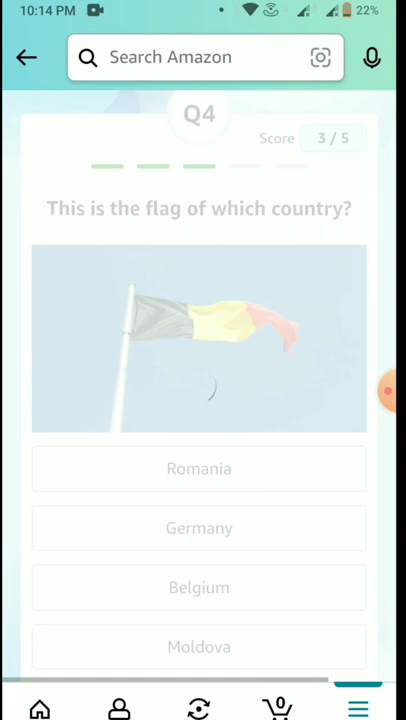 10:14 PM
22%
Search Amazon
Q4
Score 3 / 5
This is the flag of which country?
Romania
Germany
Belgium
Moldova
0